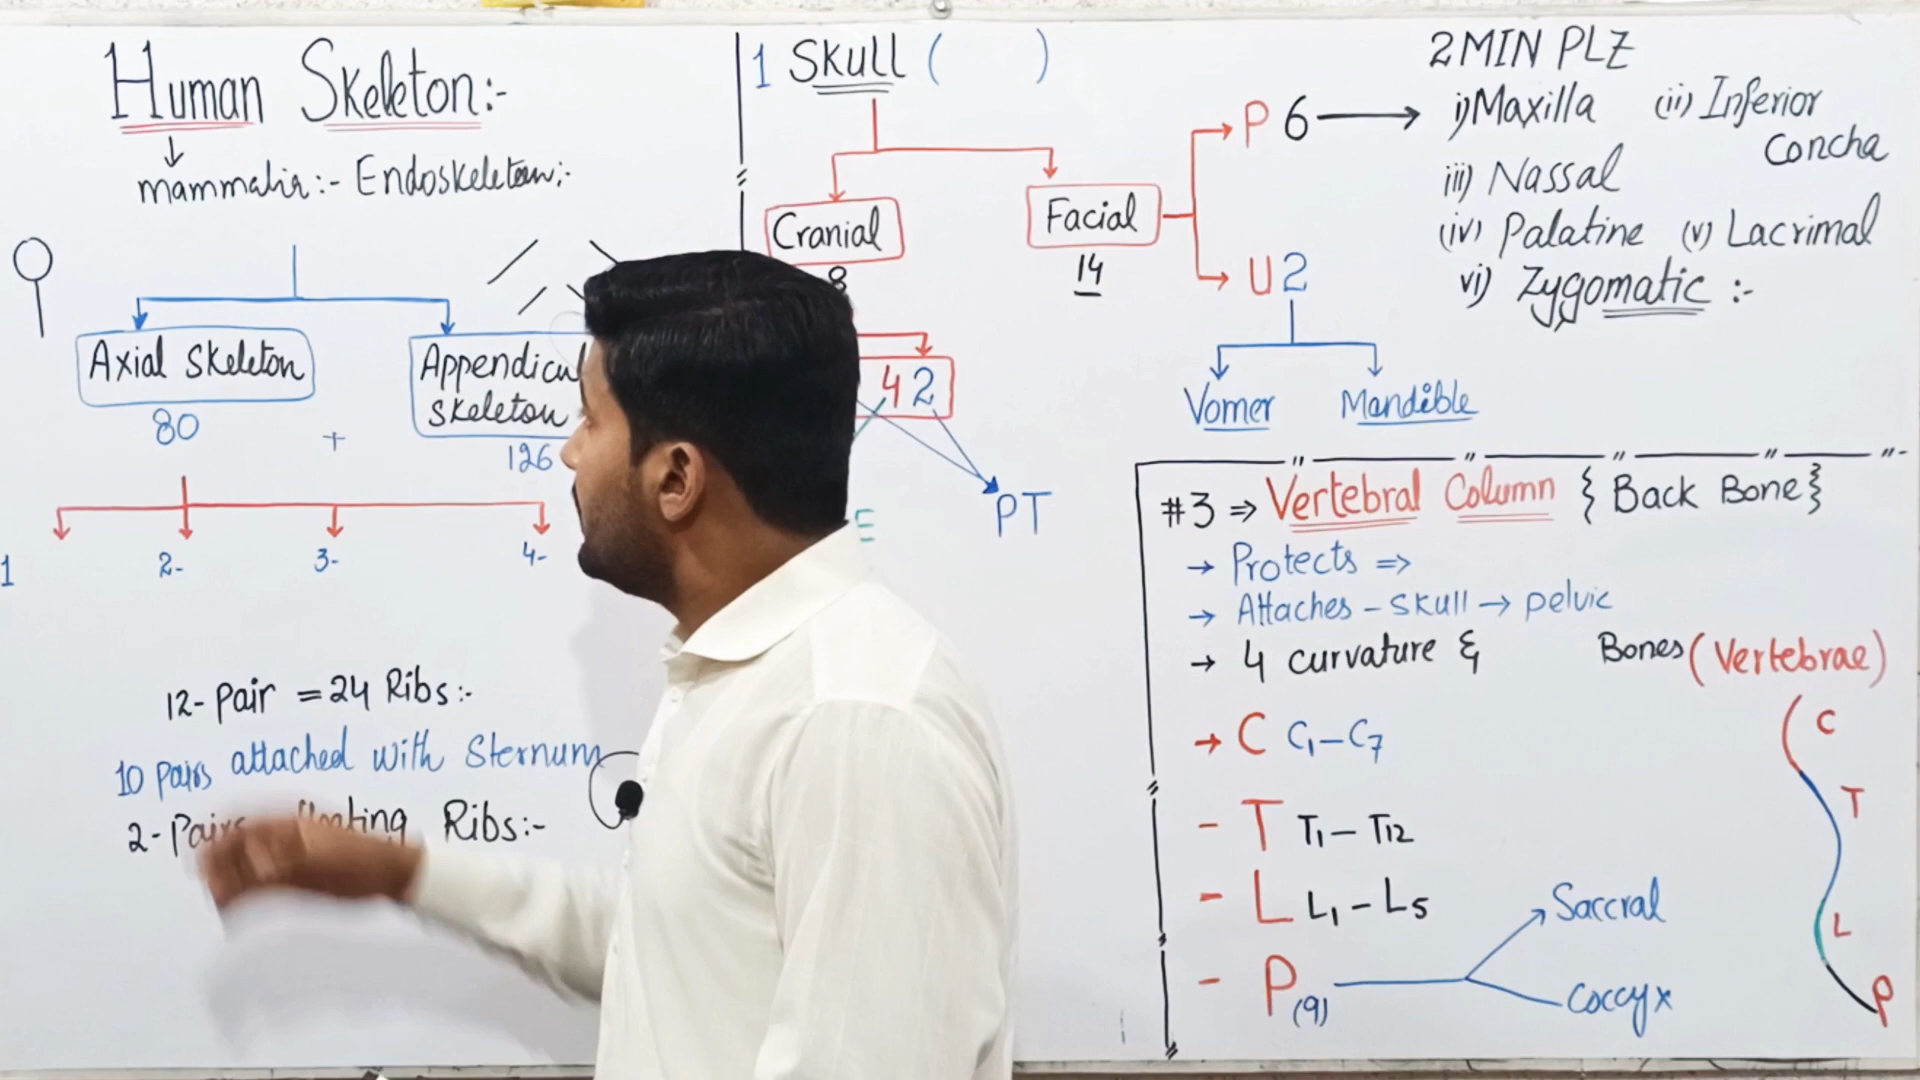 Human Skeleton:-
mammalia:- Endoskeleton:-
Axial Skeleton
80
+
Appendicul
Skeleton
126
1
2-
3-
4-
12- Pair = 24 Ribs:-
10 Pairs attached with Sternum
2- Pairs floating Ribs:-
1 Skull ( )
Cranial
8
Facial
14
42
E
PT
P 6
U 2
Vomer
Mandible
2 MIN PLZ
i) Maxilla (ii) Inferior
Concha
iii) Nassal
(iv) Palatine (v) Lacrimal
vi) Zygomatic :-
#3 ⇒ Vertebral Column { Back Bone }
→ Protects ⇒
→ Attaches - Skull → pelvic
→ 4 curvature & Bones (Vertebrae)
→ C C1 – C7
- T T1 – T12
- L L1 – L5
- P (9)
Saccral
Coccyx
C
T
L
P